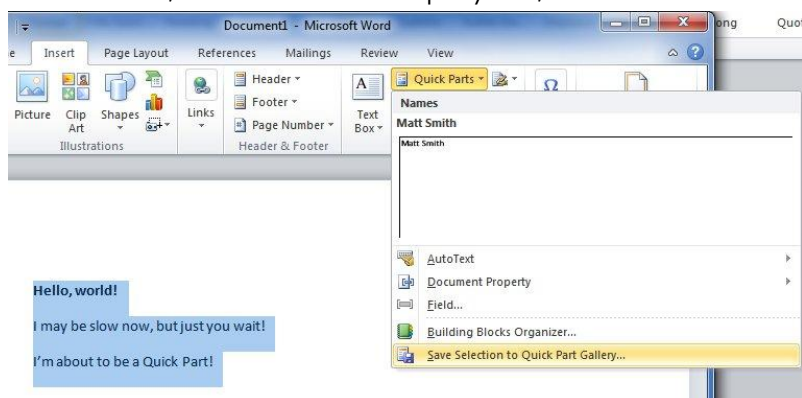 Document1 - Microsoft Word
ong Quo
Insert Page Layout References Mailings Review View
Picture Clip Art Shapes Links Header Footer Page Number Text Box Quick Parts Ω
Illustrations Header & Footer
Names
Matt Smith
Matt Smith
AutoText
Document Property
Field...
Building Blocks Organizer...
Save Selection to Quick Part Gallery...
Hello, world!
I may be slow now, but just you wait!
I'm about to be a Quick Part!